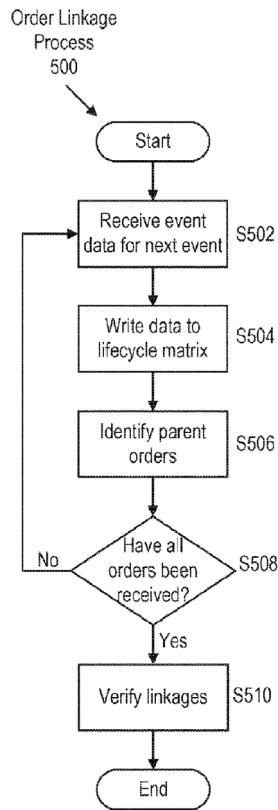 Order Linkage
Process
500
Start
Receive event
data for next event
S502
Write data to
lifecycle matrix
S504
Identify parent
orders
S506
Have all
orders been
received?
S508
No
Yes
Verify linkages
S510
End